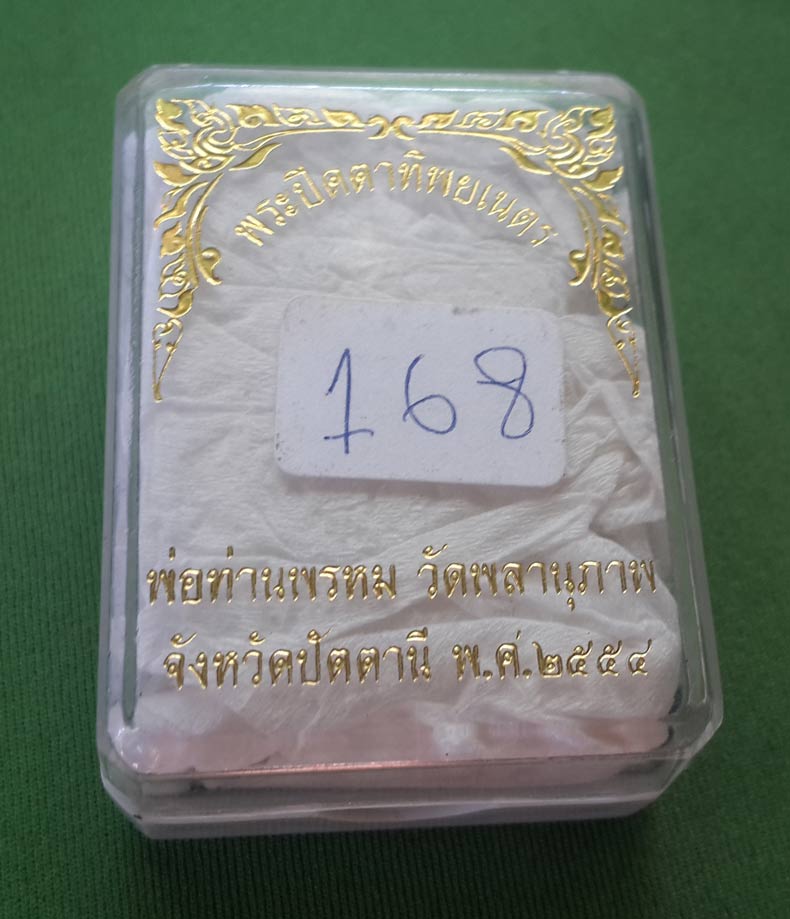 พระปิดตาทิพยเนตร
168
พ่อท่านพรหม วัดพลานุภาพ
จังหวัดปัตตานี พ.ศ.๒๕๕๔